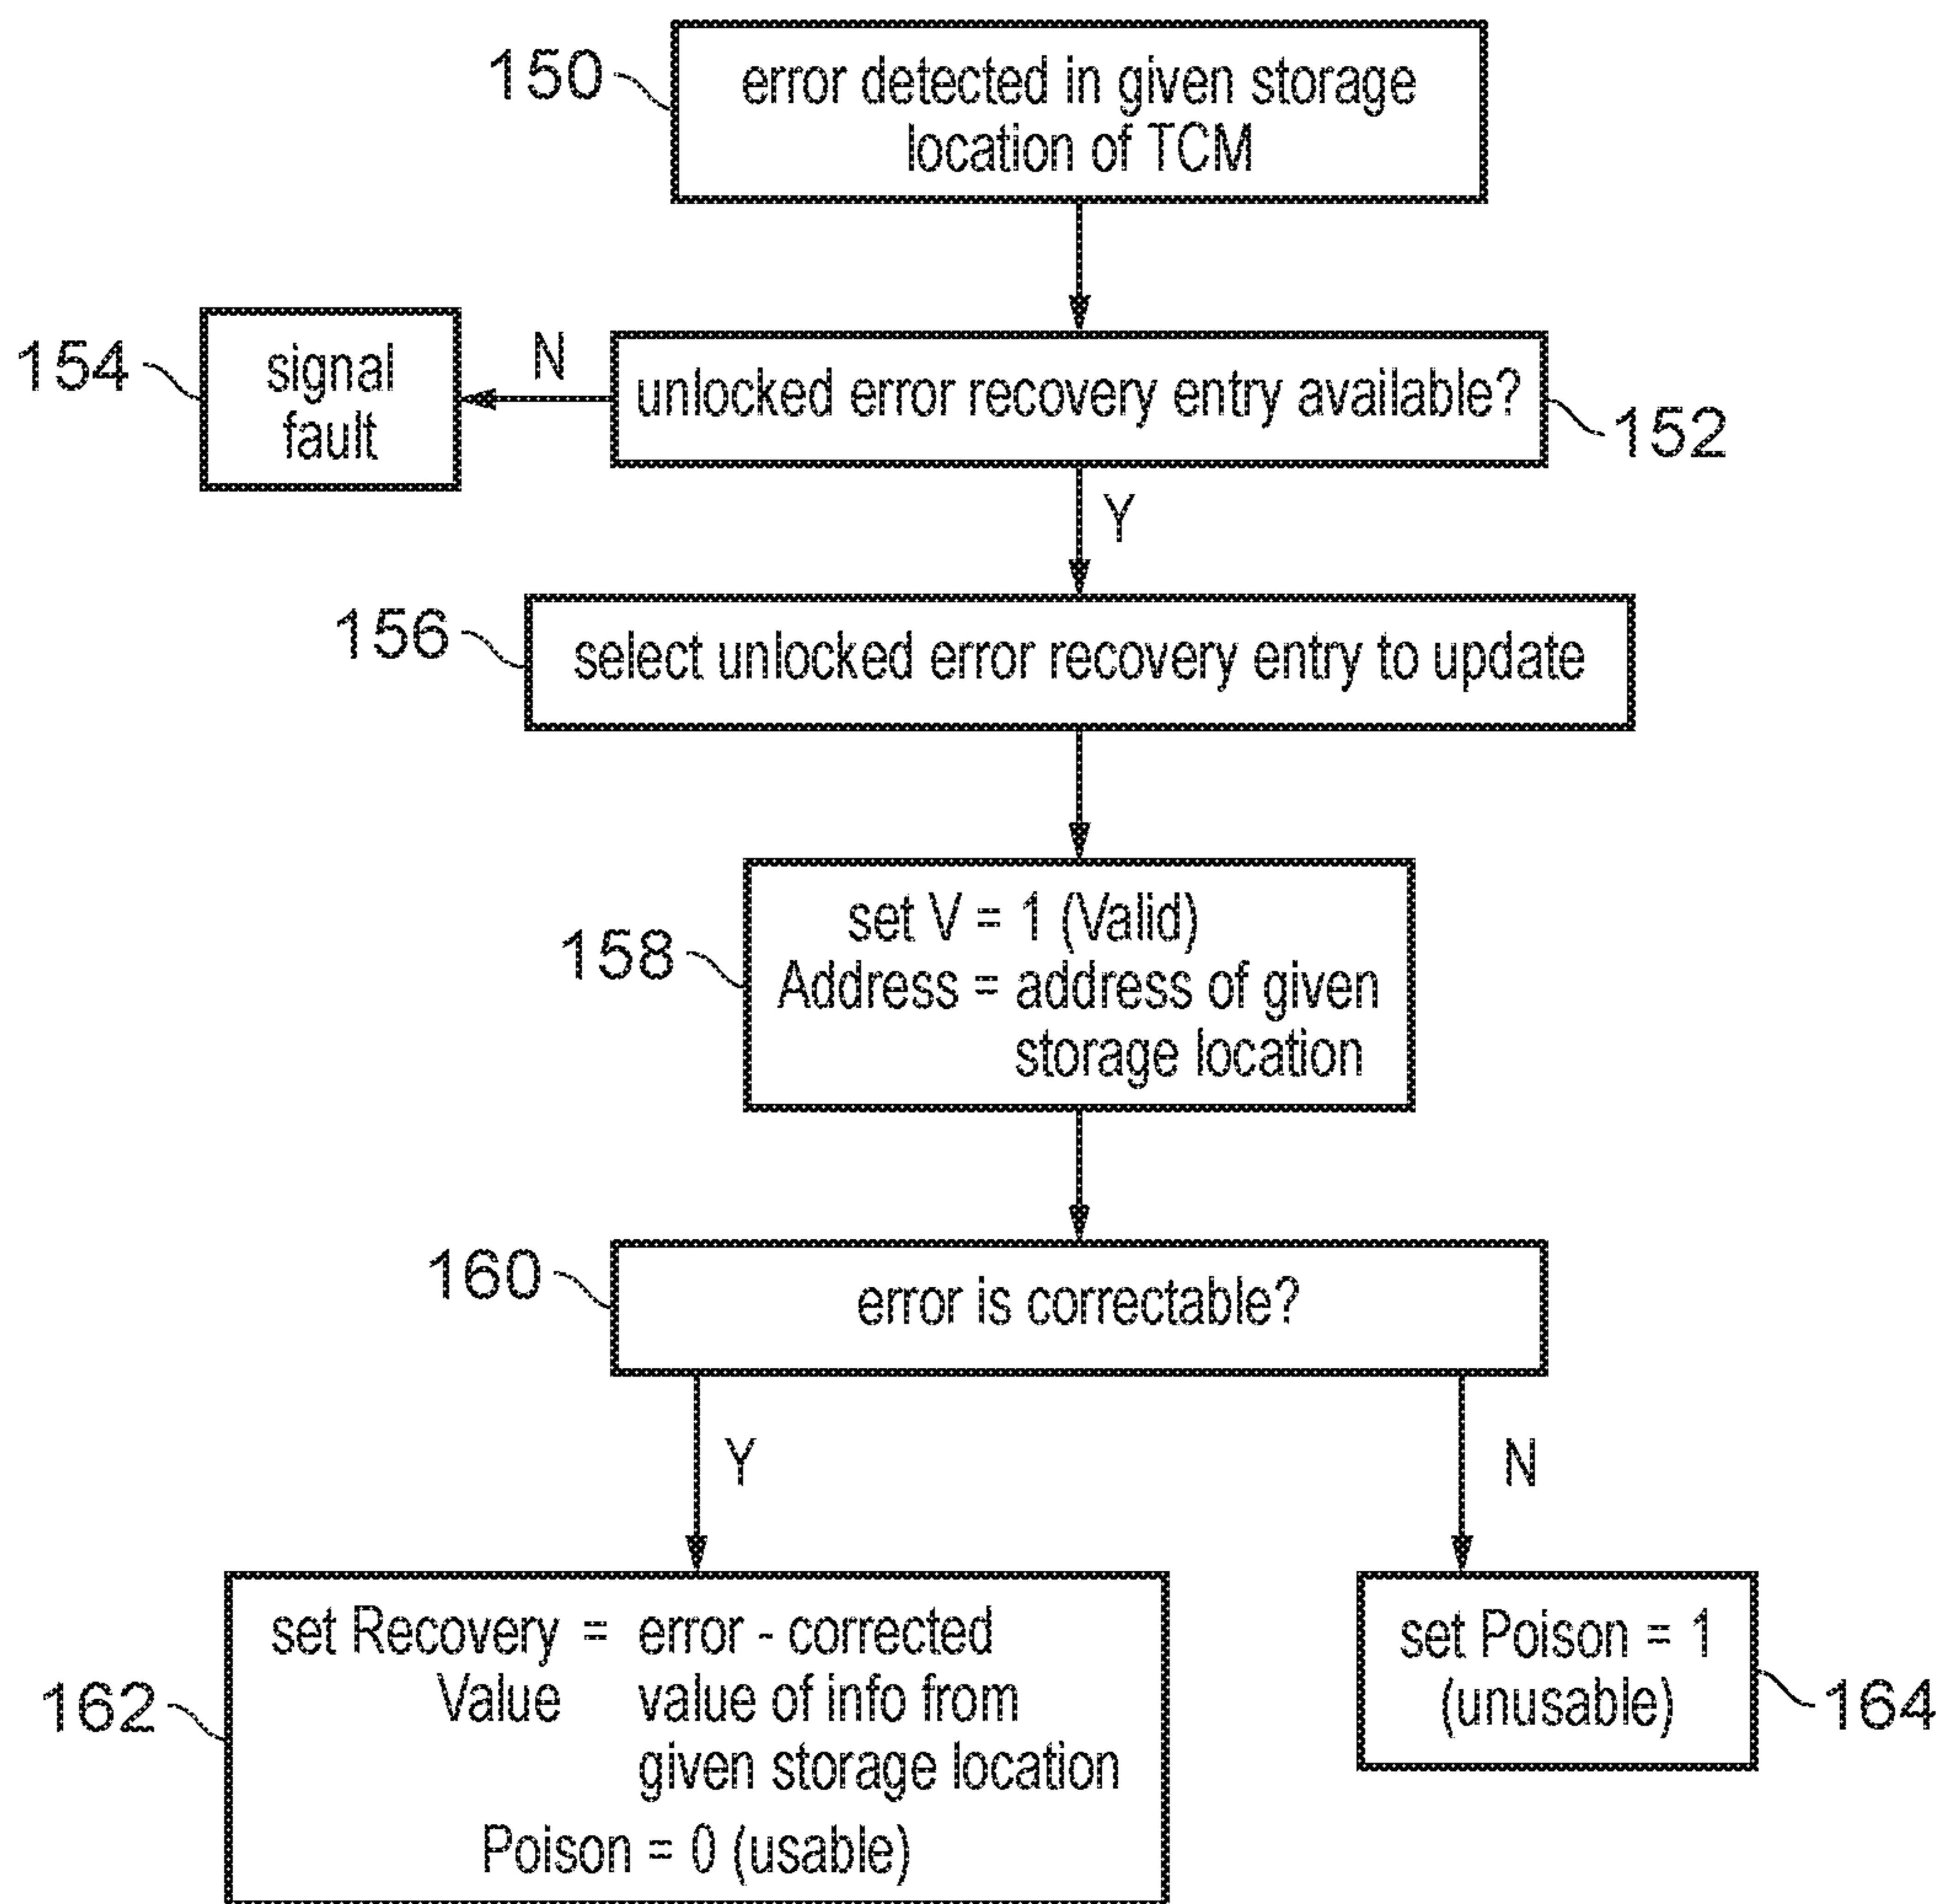 150
error detected in given storage
location of TCM
154
signal
fault
N
unlocked error recovery entry available?
152
Y
156
select unlocked error recovery entry to update
158
set V = 1 (Valid)
Address = address of given
storage location
160
error is correctable?
Y
N
162
set Recovery = error - corrected
Value value of info from
given storage location
Poison = 0 (usable)
set Poison = 1
(unusable)
164